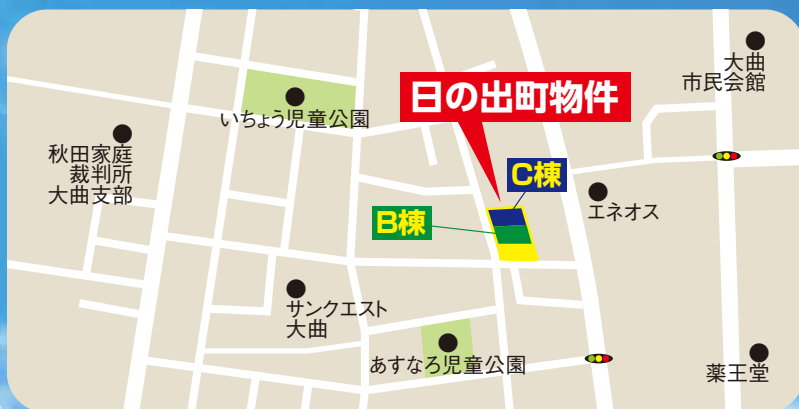 大曲
市民会館
日の出町物件
いちょう児童公園
秋田家庭
裁判所
大曲支部
C棟
B棟
エネオス
サンクエスト
大曲
あすなろ児童公園
薬王堂